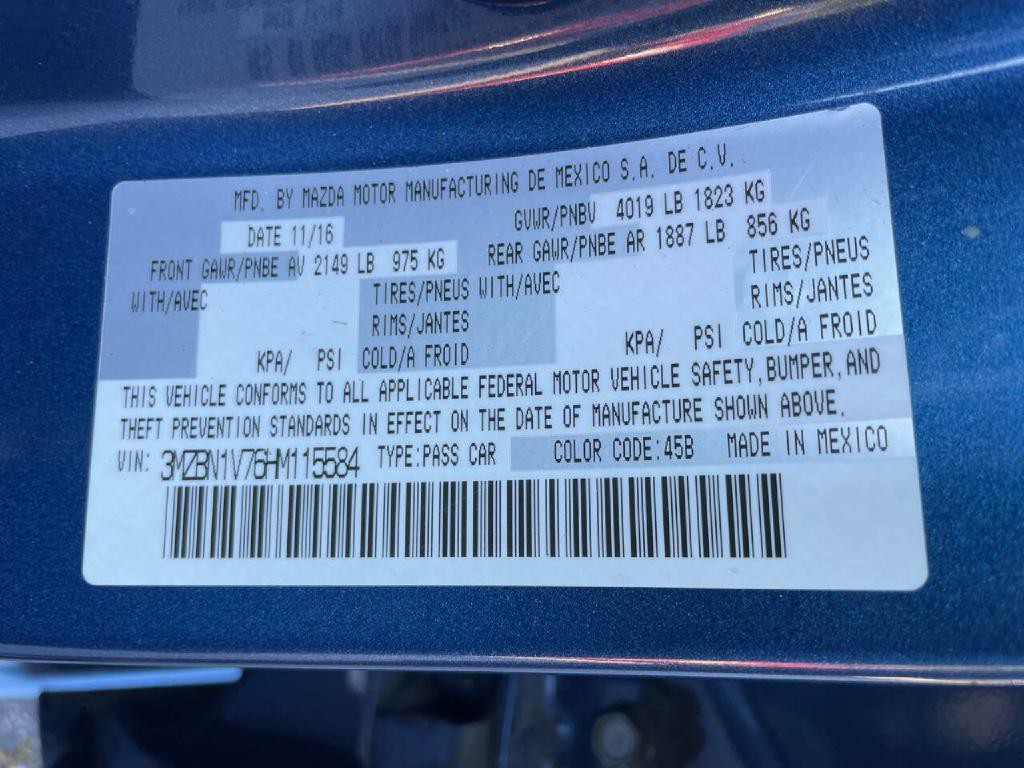 MFD. BY MAZDA MOTOR MANUFACTURING DE MEXICO S.A. DE C.V.
DATE 11/16 GVWR/PNBV 4019 LB 1823 KG
FRONT GAWR/PNBE AV 2149 LB 975 KG REAR GAWR/PNBE AR 1887 LB 856 KG
WITH/AVEC TIRES/PNEUS WITH/AVEC TIRES/PNEUS
RIMS/JANTES RIMS/JANTES
KPA/ PSI COLD/A FROID KPA/ PSI COLD/A FROID
THIS VEHICLE CONFORMS TO ALL APPLICABLE FEDERAL MOTOR VEHICLE SAFETY, BUMPER, AND
THEFT PREVENTION STANDARDS IN EFFECT ON THE DATE OF MANUFACTURE SHOWN ABOVE.
VIN: 3MZBN1V76HM115584 TYPE:PASS CAR COLOR CODE:45B MADE IN MEXICO